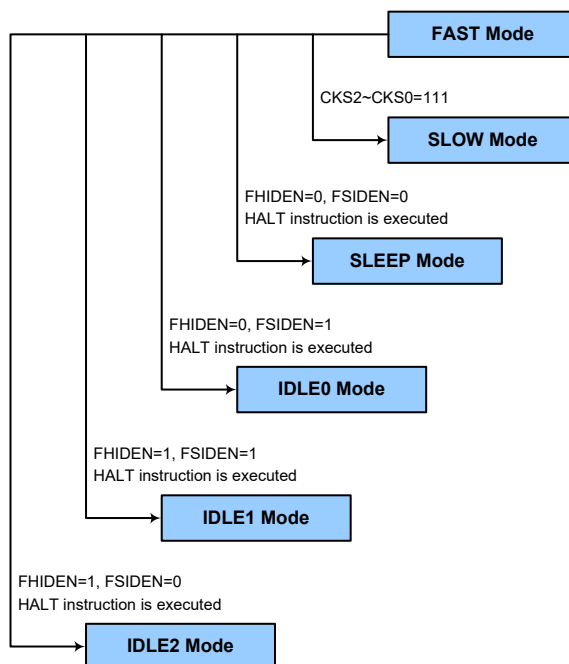 FAST Mode
CKS2~CKS0=111
SLOW Mode
FHIDEN=0, FSIDEN=0
HALT instruction is executed
SLEEP Mode
FHIDEN=0, FSIDEN=1
HALT instruction is executed
IDLE0 Mode
FHIDEN=1, FSIDEN=1
HALT instruction is executed
IDLE1 Mode
FHIDEN=1, FSIDEN=0
HALT instruction is executed
IDLE2 Mode